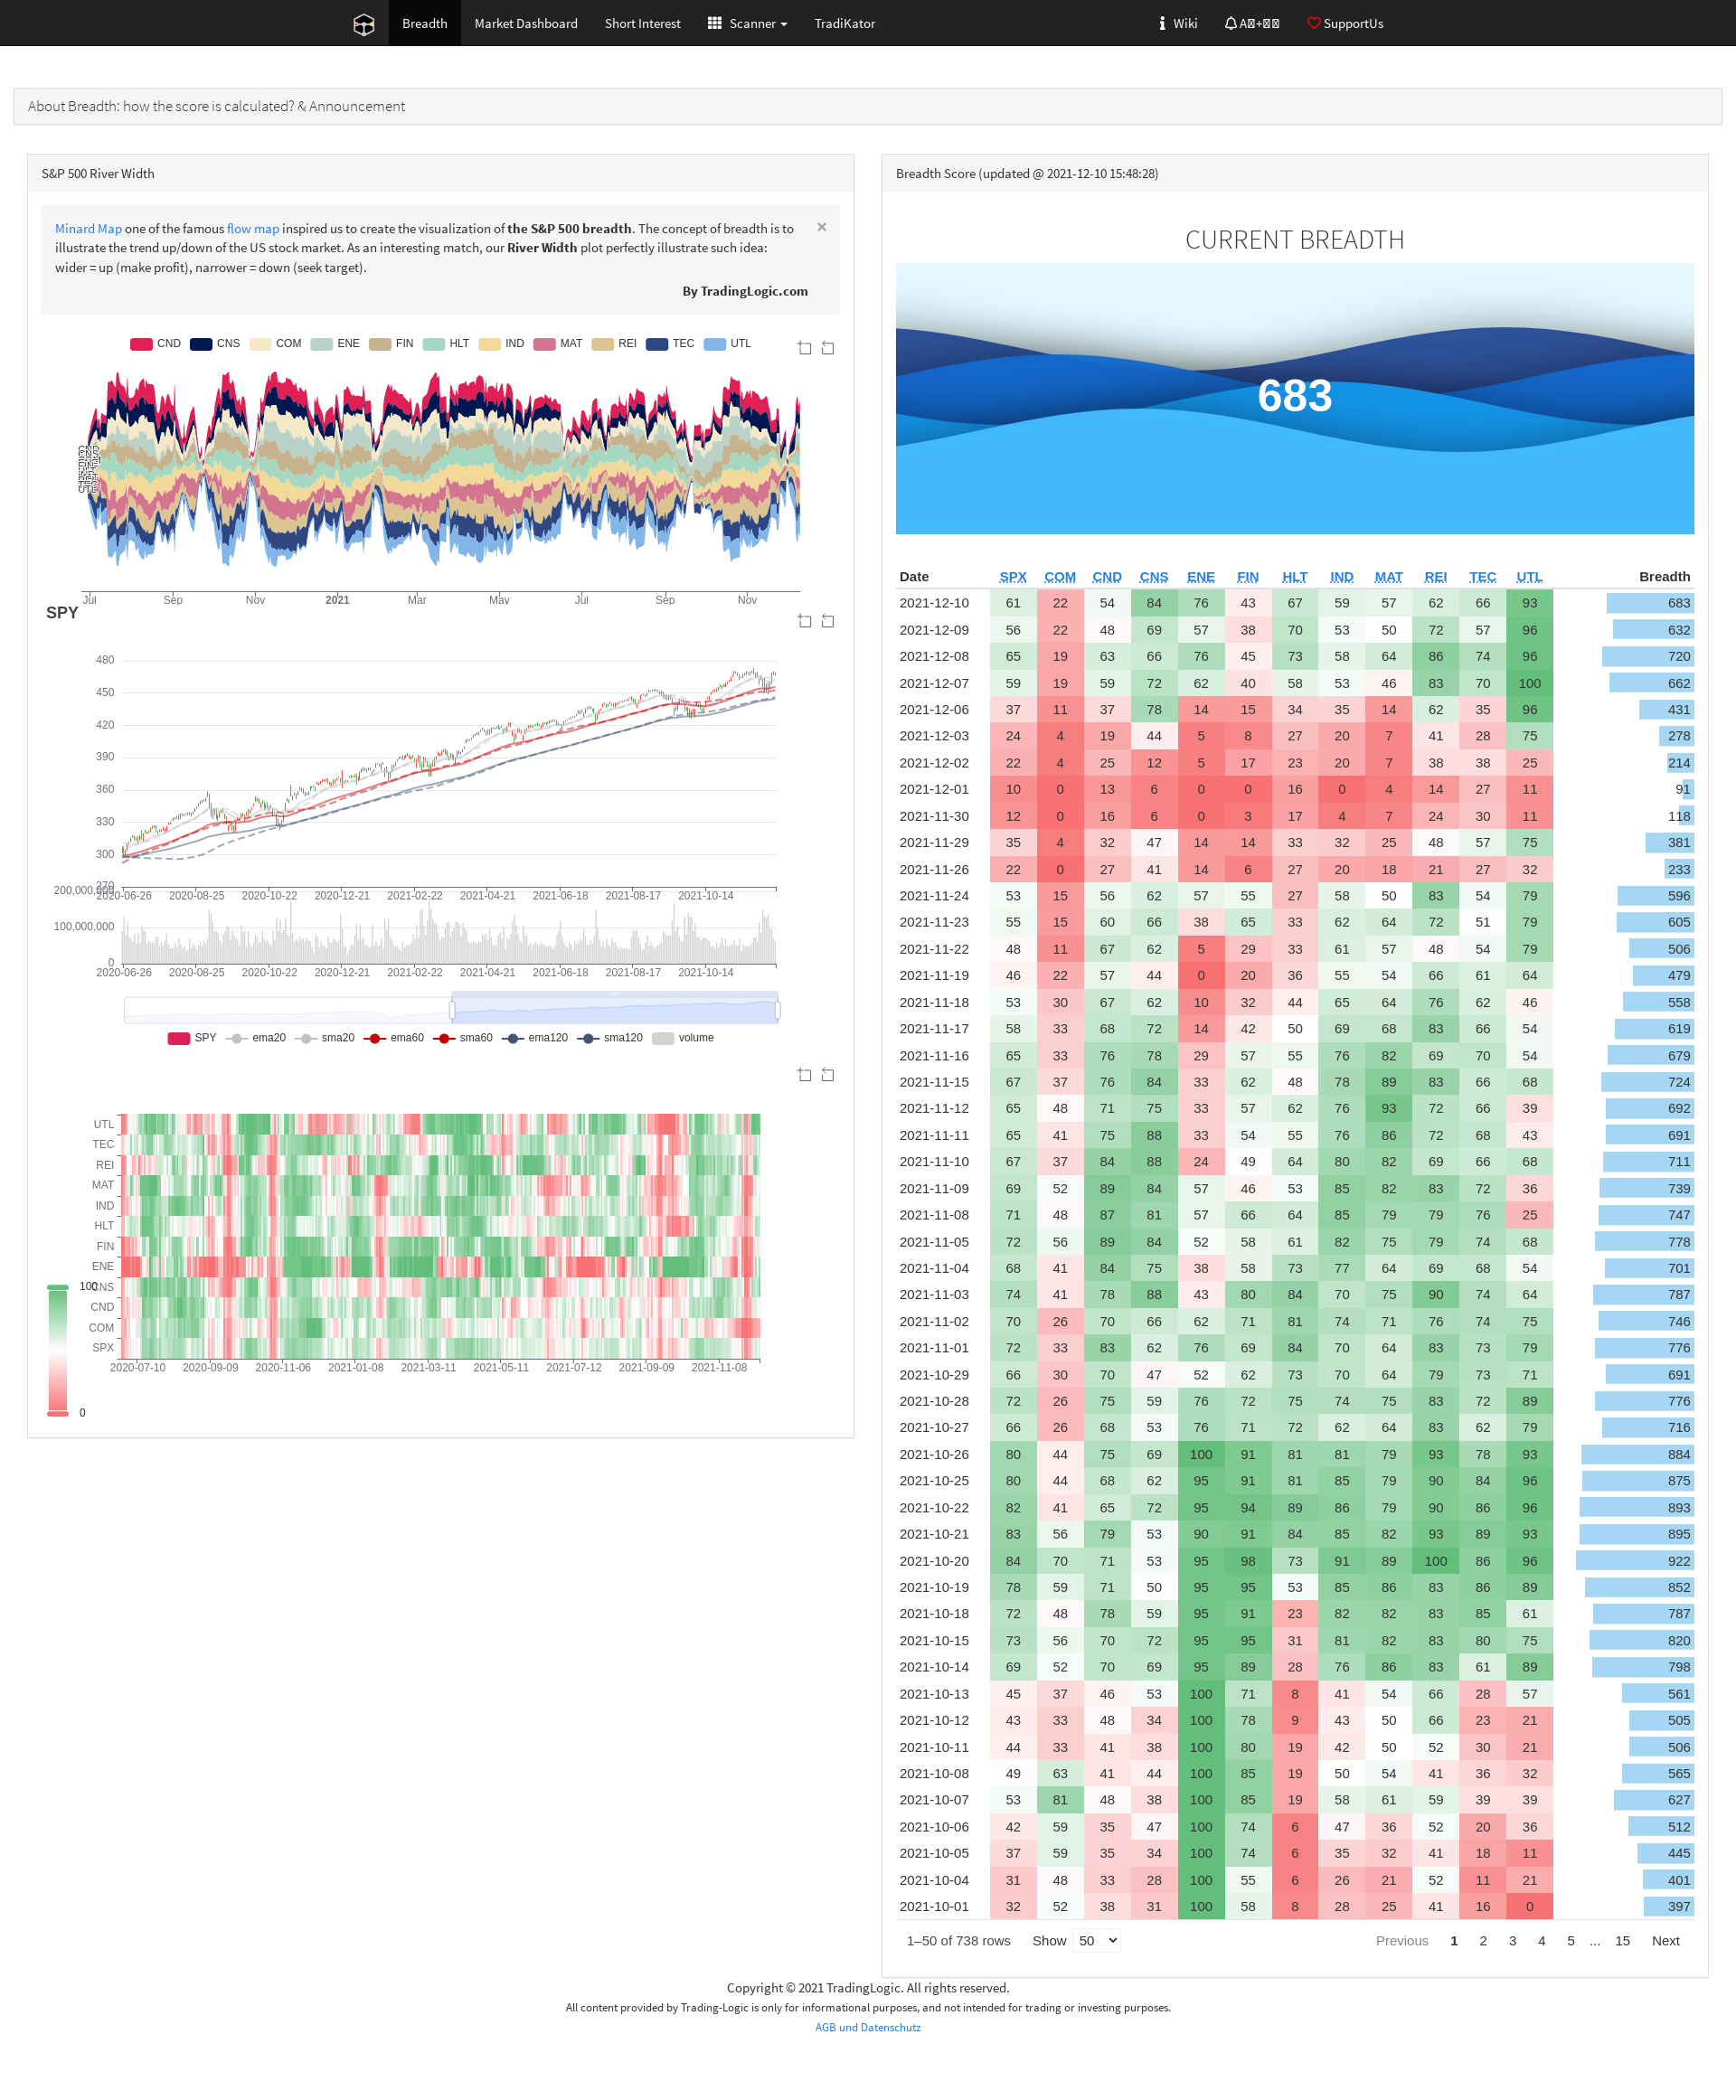 Breadth
Market Dashboard
Short Interest
Scanner
TradiKator
Wiki
SupportUs
About Breadth: how the score is calculated? & Announcement
S&P 500 River Width
Minard Map one of the famous flow map inspired us to create the visualization of the S&P 500 breadth. The concept of breadth is to
illustrate the trend up/down of the US stock market. As an interesting match, our River Width plot perfectly illustrate such idea:
wider = up (make profit), narrower = down (seek target).
×
By TradingLogic.com
CND CNS COM ENE FIN HLT IND MAT REI TEC UTL
UTL
Jul Sep Nov 2021 Mar May Jul Sep Nov
SPY
480
450
420
390
360
330
300
270
2020-06-26 2020-08-25 2020-10-22 2020-12-21 2021-02-22 2021-04-21 2021-06-18 2021-08-17 2021-10-14
200,000,000
100,000,000
0
2020-06-26 2020-08-25 2020-10-22 2020-12-21 2021-02-22 2021-04-21 2021-06-18 2021-08-17 2021-10-14
SPY ema20 sma20 ema60 sma60 ema120 sma120 volume
UTL
TEC
REI
MAT
IND
HLT
FIN
ENE
CNS
CND
COM
SPX
2020-07-10 2020-09-09 2020-11-06 2021-01-08 2021-03-11 2021-05-11 2021-07-12 2021-09-09 2021-11-08
100
0
Breadth Score (updated @ 2021-12-10 15:48:28)
CURRENT BREADTH
683
Date SPX COM CND CNS ENE FIN HLT IND MAT REI TEC UTL Breadth
2021-12-10 61 22 54 84 76 43 67 59 57 62 66 93 683
2021-12-09 56 22 48 69 57 38 70 53 50 72 57 96 632
2021-12-08 65 19 63 66 76 45 73 58 64 86 74 96 720
2021-12-07 59 19 59 72 62 40 58 53 46 83 70 100 662
2021-12-06 37 11 37 78 14 15 34 35 14 62 35 96 431
2021-12-03 24 4 19 44 5 8 27 20 7 41 28 75 278
2021-12-02 22 4 25 12 5 17 23 20 7 38 38 25 214
2021-12-01 10 0 13 6 0 0 16 0 4 14 27 11 91
2021-11-30 12 0 16 6 0 3 17 4 7 24 30 11 118
2021-11-29 35 4 32 47 14 14 33 32 25 48 57 75 381
2021-11-26 22 0 27 41 14 6 27 20 18 21 27 32 233
2021-11-24 53 15 56 62 57 55 27 58 50 83 54 79 596
2021-11-23 55 15 60 66 38 65 33 62 64 72 51 79 605
2021-11-22 48 11 67 62 5 29 33 61 57 48 54 79 506
2021-11-19 46 22 57 44 0 20 36 55 54 66 61 64 479
2021-11-18 53 30 67 62 10 32 44 65 64 76 62 46 558
2021-11-17 58 33 68 72 14 42 50 69 68 83 66 54 619
2021-11-16 65 33 76 78 29 57 55 76 82 69 70 54 679
2021-11-15 67 37 76 84 33 62 48 78 89 83 66 68 724
2021-11-12 65 48 71 75 33 57 62 76 93 72 66 39 692
2021-11-11 65 41 75 88 33 54 55 76 86 72 68 43 691
2021-11-10 67 37 84 88 24 49 64 80 82 69 66 68 711
2021-11-09 69 52 89 84 57 46 53 85 82 83 72 36 739
2021-11-08 71 48 87 81 57 66 64 85 79 79 76 25 747
2021-11-05 72 56 89 84 52 58 61 82 75 79 74 68 778
2021-11-04 68 41 84 75 38 58 73 77 64 69 68 54 701
2021-11-03 74 41 78 88 43 80 84 70 75 90 74 64 787
2021-11-02 70 26 70 66 62 71 81 74 71 76 74 75 746
2021-11-01 72 33 83 62 76 69 84 70 64 83 73 79 776
2021-10-29 66 30 70 47 52 62 73 70 64 79 73 71 691
2021-10-28 72 26 75 59 76 72 75 74 75 83 72 89 776
2021-10-27 66 26 68 53 76 71 72 62 64 83 62 79 716
2021-10-26 80 44 75 69 100 91 81 81 79 93 78 93 884
2021-10-25 80 44 68 62 95 91 81 85 79 90 84 96 875
2021-10-22 82 41 65 72 95 94 89 86 79 90 86 96 893
2021-10-21 83 56 79 53 90 91 84 85 82 93 89 93 895
2021-10-20 84 70 71 53 95 98 73 91 89 100 86 96 922
2021-10-19 78 59 71 50 95 95 53 85 86 83 86 89 852
2021-10-18 72 48 78 59 95 91 23 82 82 83 85 61 787
2021-10-15 73 56 70 72 95 95 31 81 82 83 80 75 820
2021-10-14 69 52 70 69 95 89 28 76 86 83 61 89 798
2021-10-13 45 37 46 53 100 71 8 41 54 66 28 57 561
2021-10-12 43 33 48 34 100 78 9 43 50 66 23 21 505
2021-10-11 44 33 41 38 100 80 19 42 50 52 30 21 506
2021-10-08 49 63 41 44 100 85 19 50 54 41 36 32 565
2021-10-07 53 81 48 38 100 85 19 58 61 59 39 39 627
2021-10-06 42 59 35 47 100 74 6 47 36 52 20 36 512
2021-10-05 37 59 35 34 100 74 6 35 32 41 18 11 445
2021-10-04 31 48 33 28 100 55 6 26 21 52 11 21 401
2021-10-01 32 52 38 31 100 58 8 28 25 41 16 0 397
1–50 of 738 rows Show 50 Previous 1 2 3 4 5 ... 15 Next
Copyright © 2021 TradingLogic. All rights reserved.
All content provided by Trading-Logic is only for informational purposes, and not intended for trading or investing purposes.
AGB und Datenschutz